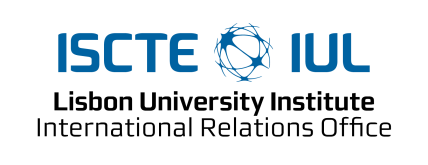 ISCTE IUL
Lisbon University Institute
International Relations Office